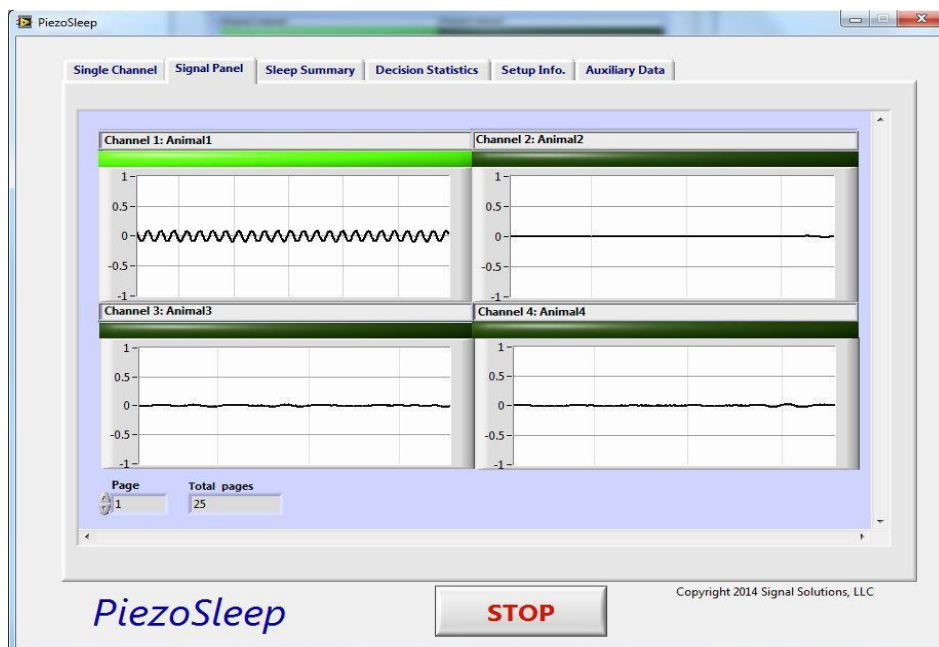 PiezoSleep
Single Channel
Signal Panel
Sleep Summary
Decision Statistics
Setup Info.
Auxiliary Data
Channel 1: Animal1
1
0.5
0
-0.5
-1
Channel 2: Animal2
1
0.5
0
-0.5
-1
Channel 3: Animal3
1
0.5
0
-0.5
-1
Channel 4: Animal4
1
0.5
0
-0.5
-1
Page
1
Total pages
25
PiezoSleep
STOP
Copyright 2014 Signal Solutions, LLC